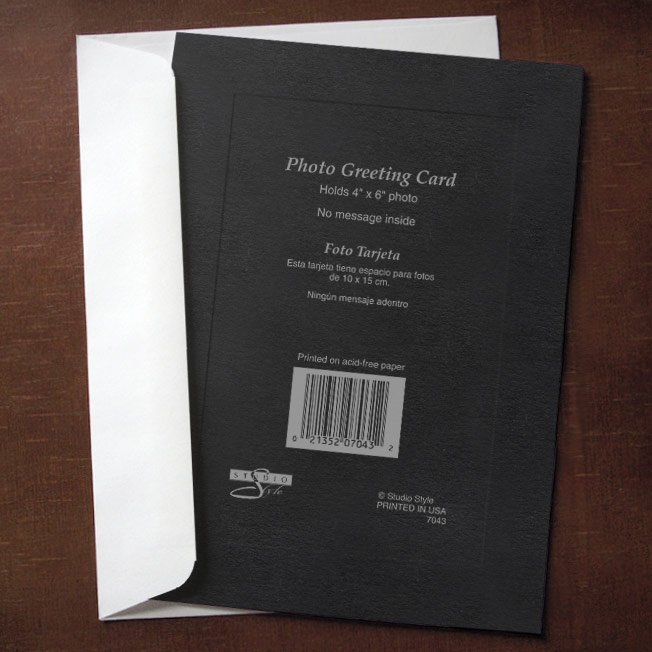 Photo Greeting Card
Holds 4" x 6" photo
No message inside
Foto Tarjeta
Esta tarjeta tiene espacio para fotos
de 10 x 15 cm.
Ningún mensaje adentro
Printed on acid-free paper
0 21352 07043 2
STUDIO
Style
© Studio Style
PRINTED IN USA
7043